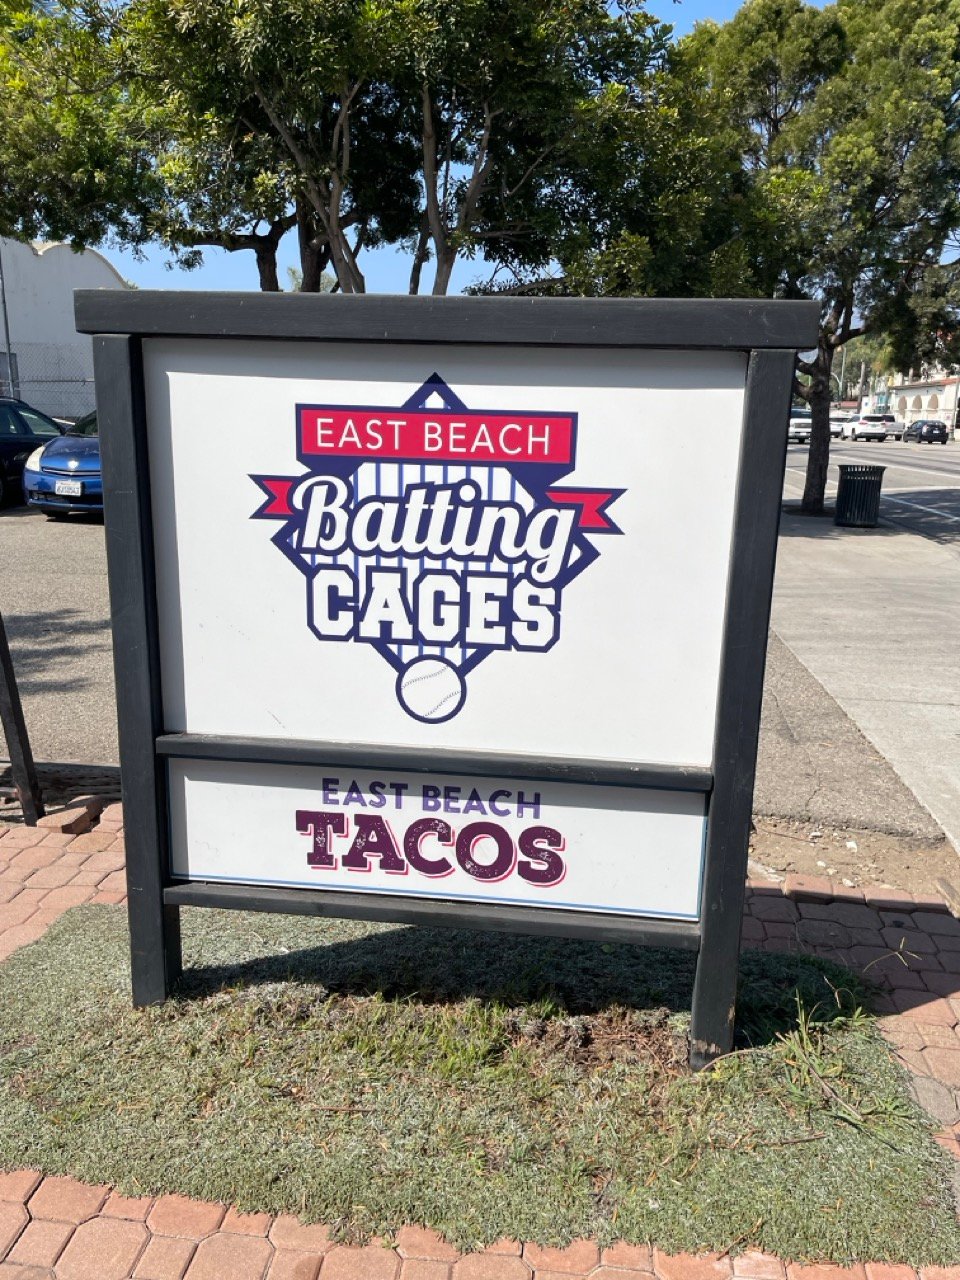 EAST BEACH
Batting
CAGES
EAST BEACH
TACOS